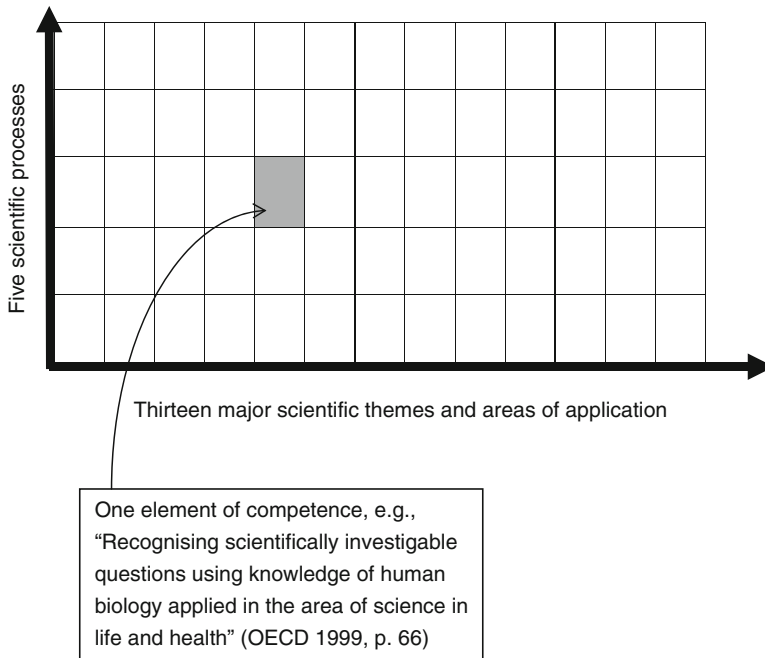 Five scientific processes
Thirteen major scientific themes and areas of application
One element of competence, e.g.,
“Recognising scientifically investigable
questions using knowledge of human
biology applied in the area of science in
life and health” (OECD 1999, p. 66)